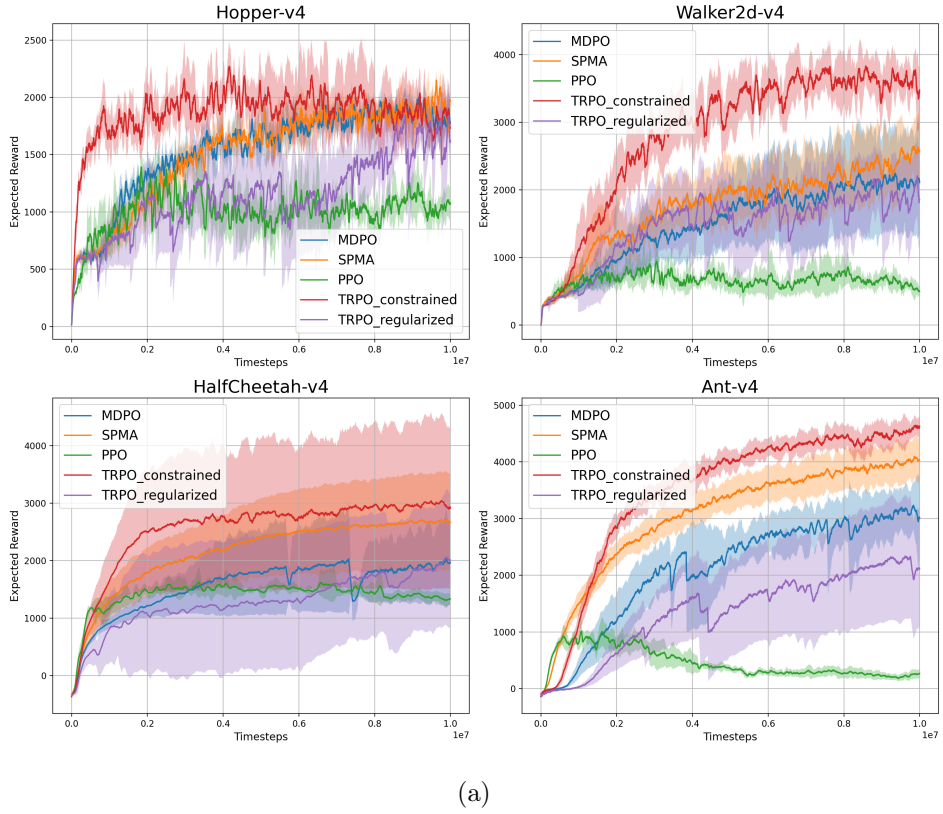 Hopper-v4
2500
2000
1500
1000
500
0
Expected Reward
MDPO
SPMA
PPO
TRPO_constrained
TRPO_regularized
0.0 0.2 0.4 0.6 0.8 1.0
Timesteps
1e7
Walker2d-v4
4000
3000
2000
1000
0
Expected Reward
MDPO
SPMA
PPO
TRPO_constrained
TRPO_regularized
0.0 0.2 0.4 0.6 0.8 1.0
Timesteps
1e7
HalfCheetah-v4
4000
3000
2000
1000
0
Expected Reward
MDPO
SPMA
PPO
TRPO_constrained
TRPO_regularized
0.0 0.2 0.4 0.6 0.8 1.0
Timesteps
1e7
Ant-v4
5000
4000
3000
2000
1000
0
Expected Reward
MDPO
SPMA
PPO
TRPO_constrained
TRPO_regularized
0.0 0.2 0.4 0.6 0.8 1.0
Timesteps
1e7
(a)